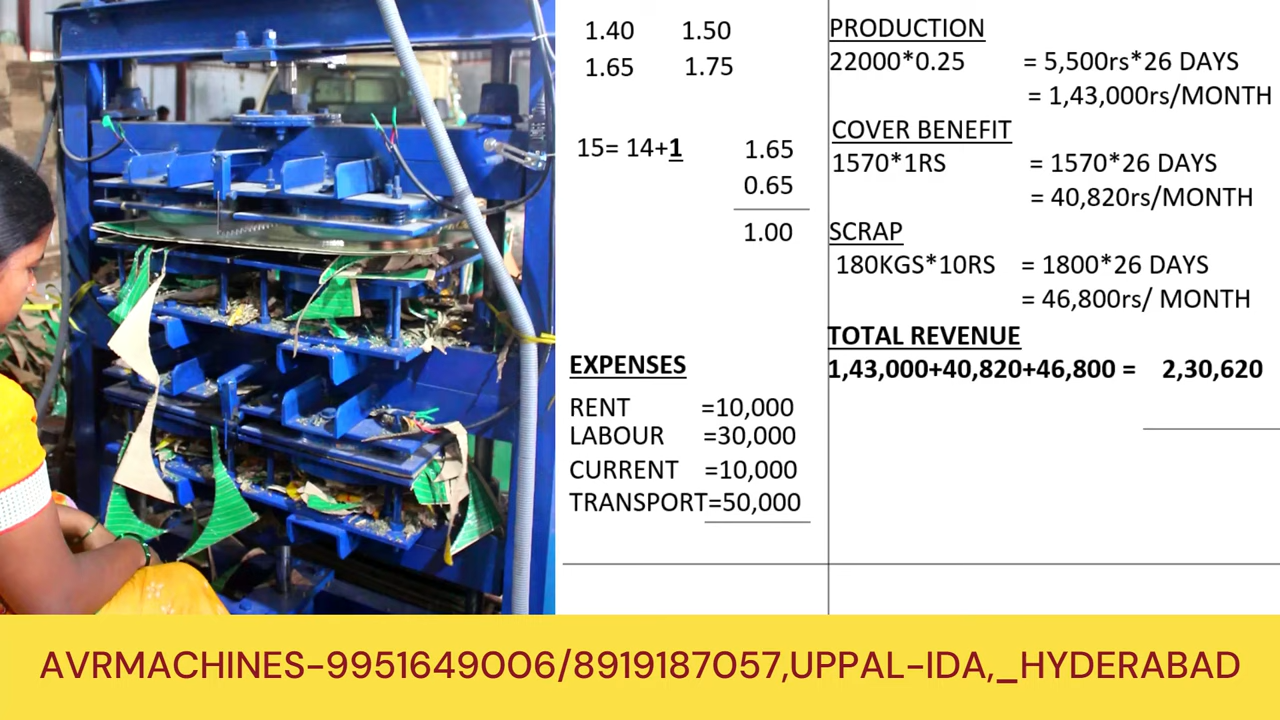 1.40 1.50
1.65 1.75
15= 14+1 1.65
0.65
1.00
EXPENSES
RENT =10,000
LABOUR =30,000
CURRENT =10,000
TRANSPORT=50,000
PRODUCTION
22000*0.25 = 5,500rs*26 DAYS
= 1,43,000rs/MONTH
COVER BENEFIT
1570*1RS = 1570*26 DAYS
= 40,820rs/MONTH
SCRAP
180KGS*10RS = 1800*26 DAYS
= 46,800rs/ MONTH
TOTAL REVENUE
1,43,000+40,820+46,800 = 2,30,620
AVRMACHINES-9951649006/8919187057,UPPAL-IDA,_HYDERABAD